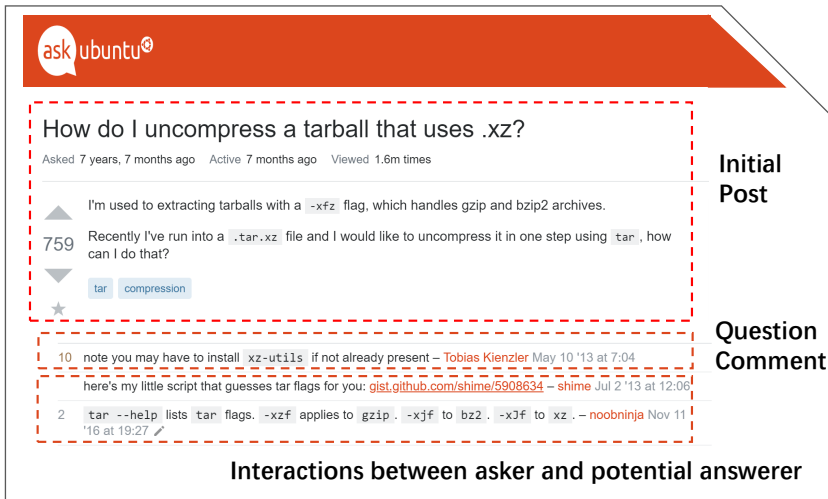 ask ubuntu
How do I uncompress a tarball that uses .xz?
Asked 7 years, 7 months ago Active 7 months ago Viewed 1.6m times
Initial
Post
I'm used to extracting tarballs with a -xfz flag, which handles gzip and bzip2 archives.
759
Recently I've run into a .tar.xz file and I would like to uncompress it in one step using tar, how
can I do that?
tar compression
Question
Comment
10 note you may have to install xz-utils if not already present – Tobias Kienzler May 10 '13 at 7:04
here's my little script that guesses tar flags for you: gist.github.com/shime/5908634 – shime Jul 2 '13 at 12:06
2 tar --help lists tar flags. -xzf applies to gzip. -xjf to bz2. -xJf to xz. – noobninja Nov 11
'16 at 19:27
Interactions between asker and potential answerer